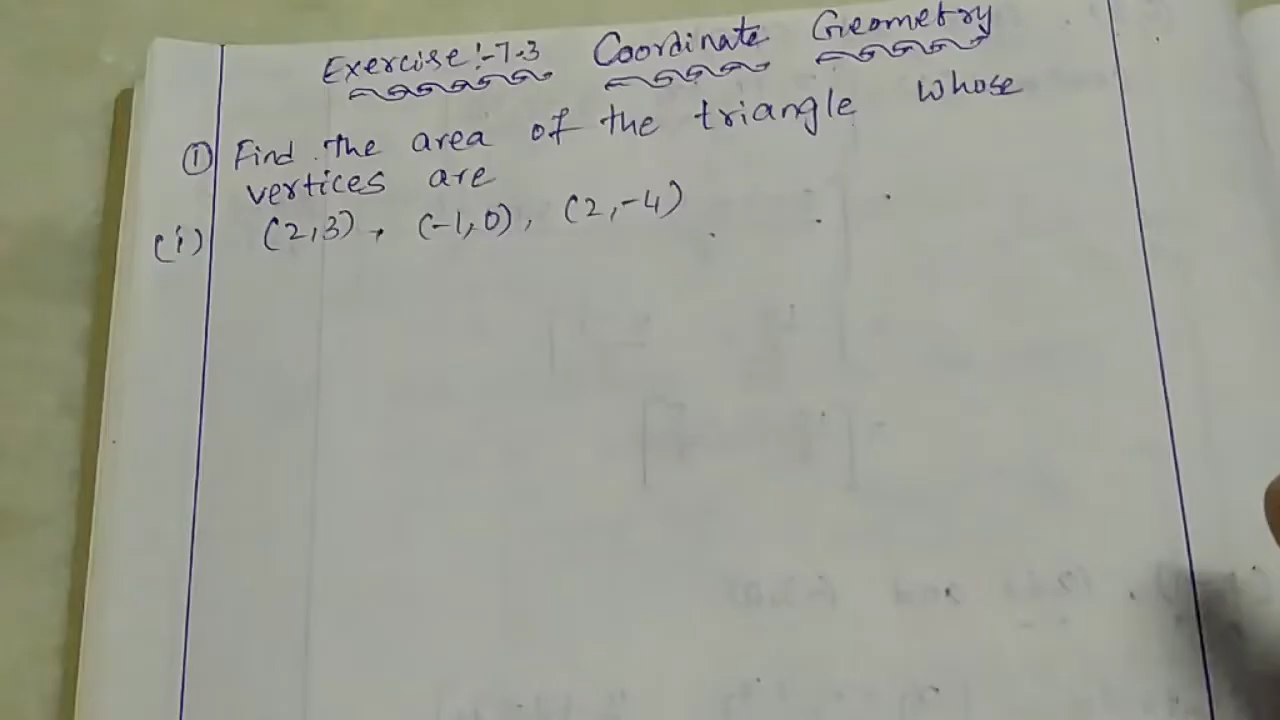 Exercise:-7.3 Coordinate Geometry
① Find the area of the triangle whose
vertices are
(i) (2,3), (-1,0), (2,-4)